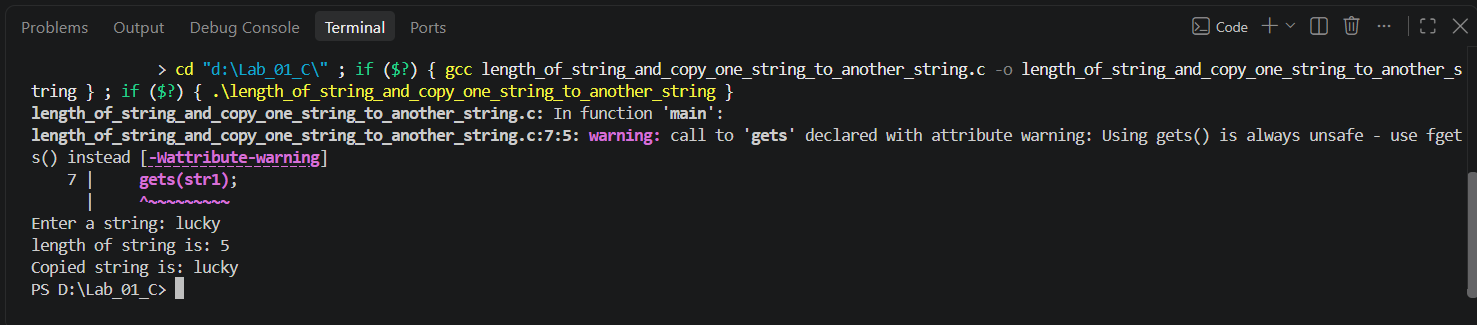 Problems Output Debug Console Terminal Ports Code
> cd "d:\Lab_01_C\" ; if ($?) { gcc length_of_string_and_copy_one_string_to_another_string.c -o length_of_string_and_copy_one_string_to_another_s
tring } ; if ($?) { .\length_of_string_and_copy_one_string_to_another_string }
length_of_string_and_copy_one_string_to_another_string.c: In function 'main':
length_of_string_and_copy_one_string_to_another_string.c:7:5: warning: call to 'gets' declared with attribute warning: Using gets() is always unsafe - use fget
s() instead [-Wattribute-warning]
7 | gets(str1);
| ^~~~~~~~~~
Enter a string: lucky
length of string is: 5
Copied string is: lucky
PS D:\Lab_01_C>